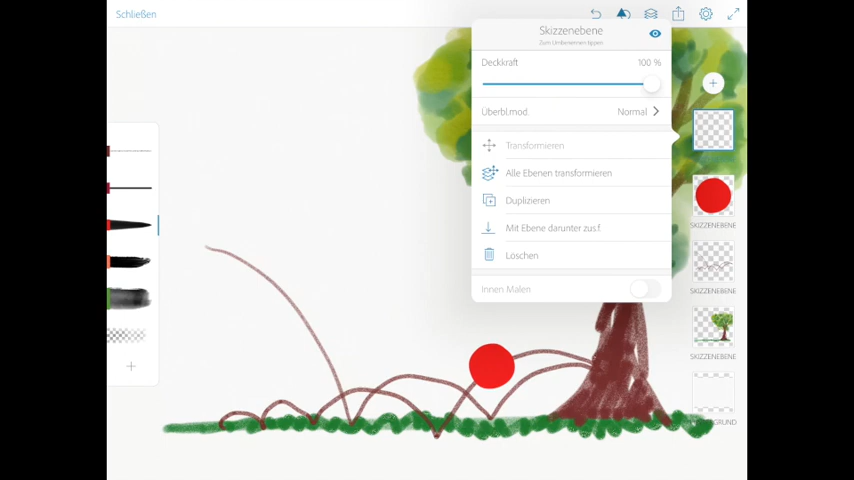 Schließen
Skizzenebene
Zum Umbenennen tippen
Deckkraft 100 %
Überbl.mod. Normal
Transformieren
Alle Ebenen transformieren
Duplizieren
Mit Ebene darunter zus.f.
Löschen
Innen Malen
SKIZZENEBENE
SKIZZENEBENE
SKIZZENEBENE
GRUND